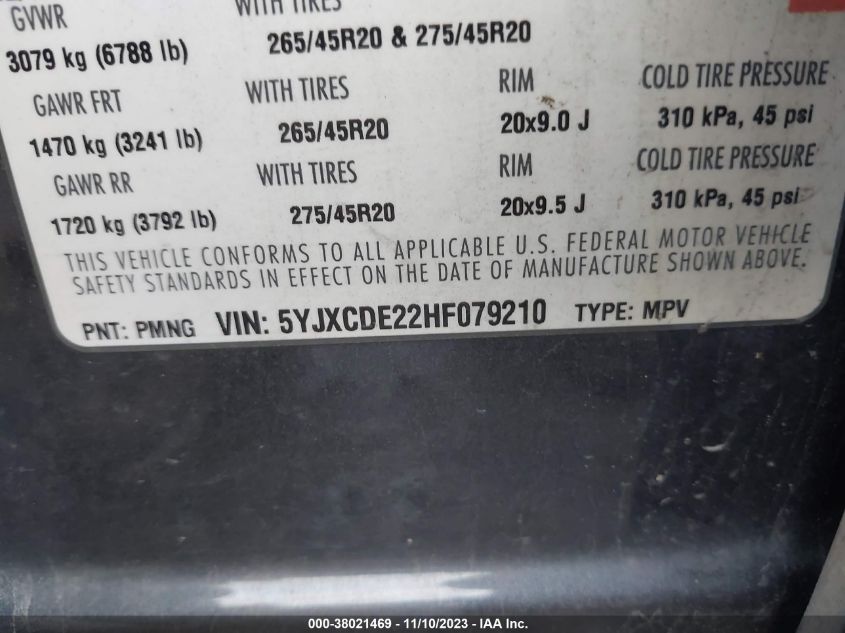 GVWR WITH TIRES
3079 kg (6788 lb) 265/45R20 & 275/45R20
GAWR FRT WITH TIRES RIM COLD TIRE PRESSURE
1470 kg (3241 lb) 265/45R20 20x9.0 J 310 kPa, 45 psi
GAWR RR WITH TIRES RIM COLD TIRE PRESSURE
1720 kg (3792 lb) 275/45R20 20x9.5 J 310 kPa, 45 psi
THIS VEHICLE CONFORMS TO ALL APPLICABLE U.S. FEDERAL MOTOR VEHICLE
SAFETY STANDARDS IN EFFECT ON THE DATE OF MANUFACTURE SHOWN ABOVE.
PNT: PMNG VIN: 5YJXCDE22HF079210 TYPE: MPV
000-38021469 - 11/10/2023 - IAA Inc.